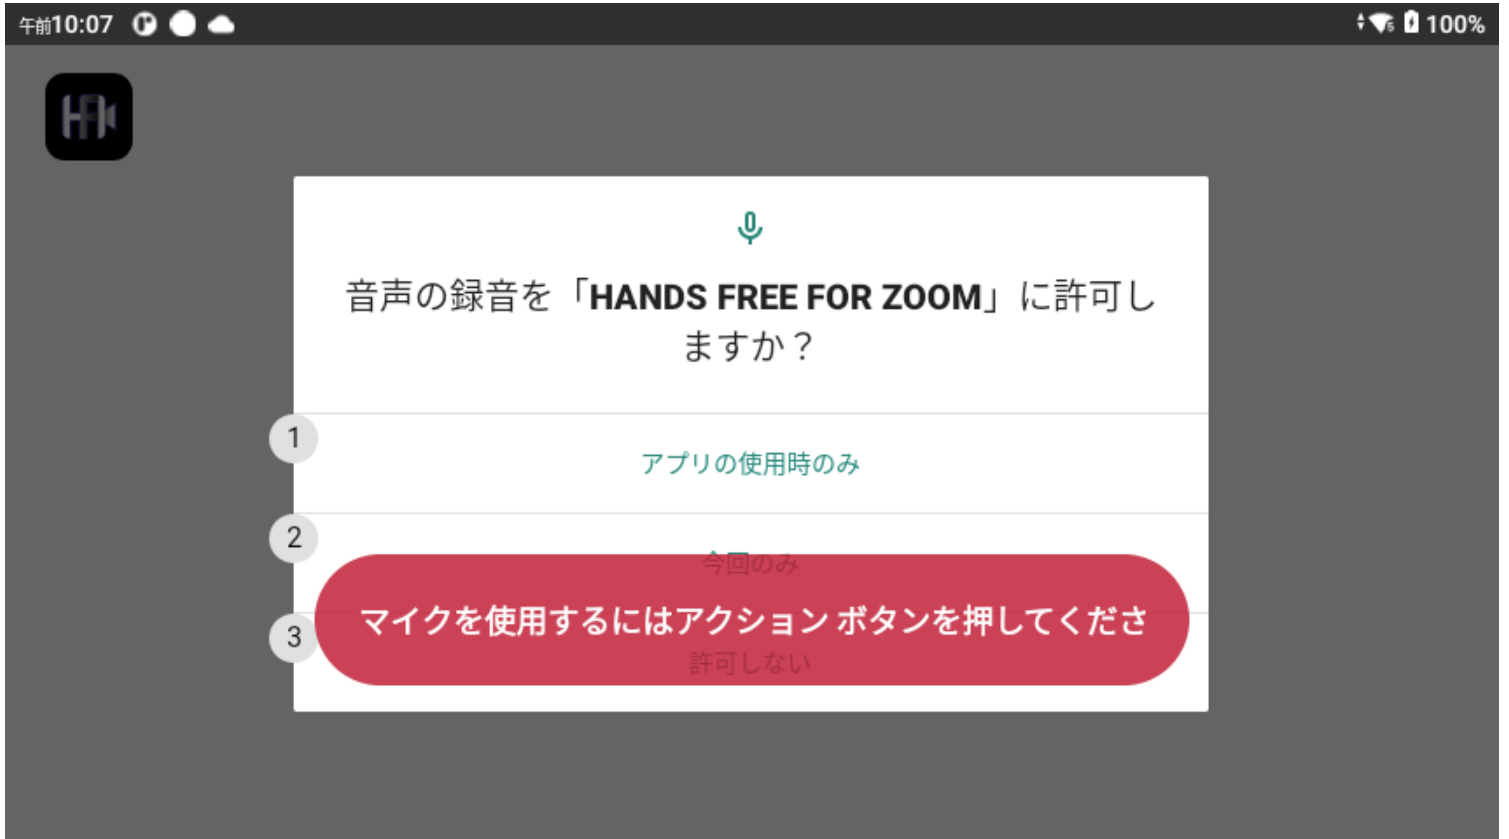 午前10:07
100%
音声の録音を「HANDS FREE FOR ZOOM」に許可し
ますか？
1
アプリの使用時のみ
2
今回のみ
マイクを使用するにはアクション ボタンを押してくださ
3
許可しない